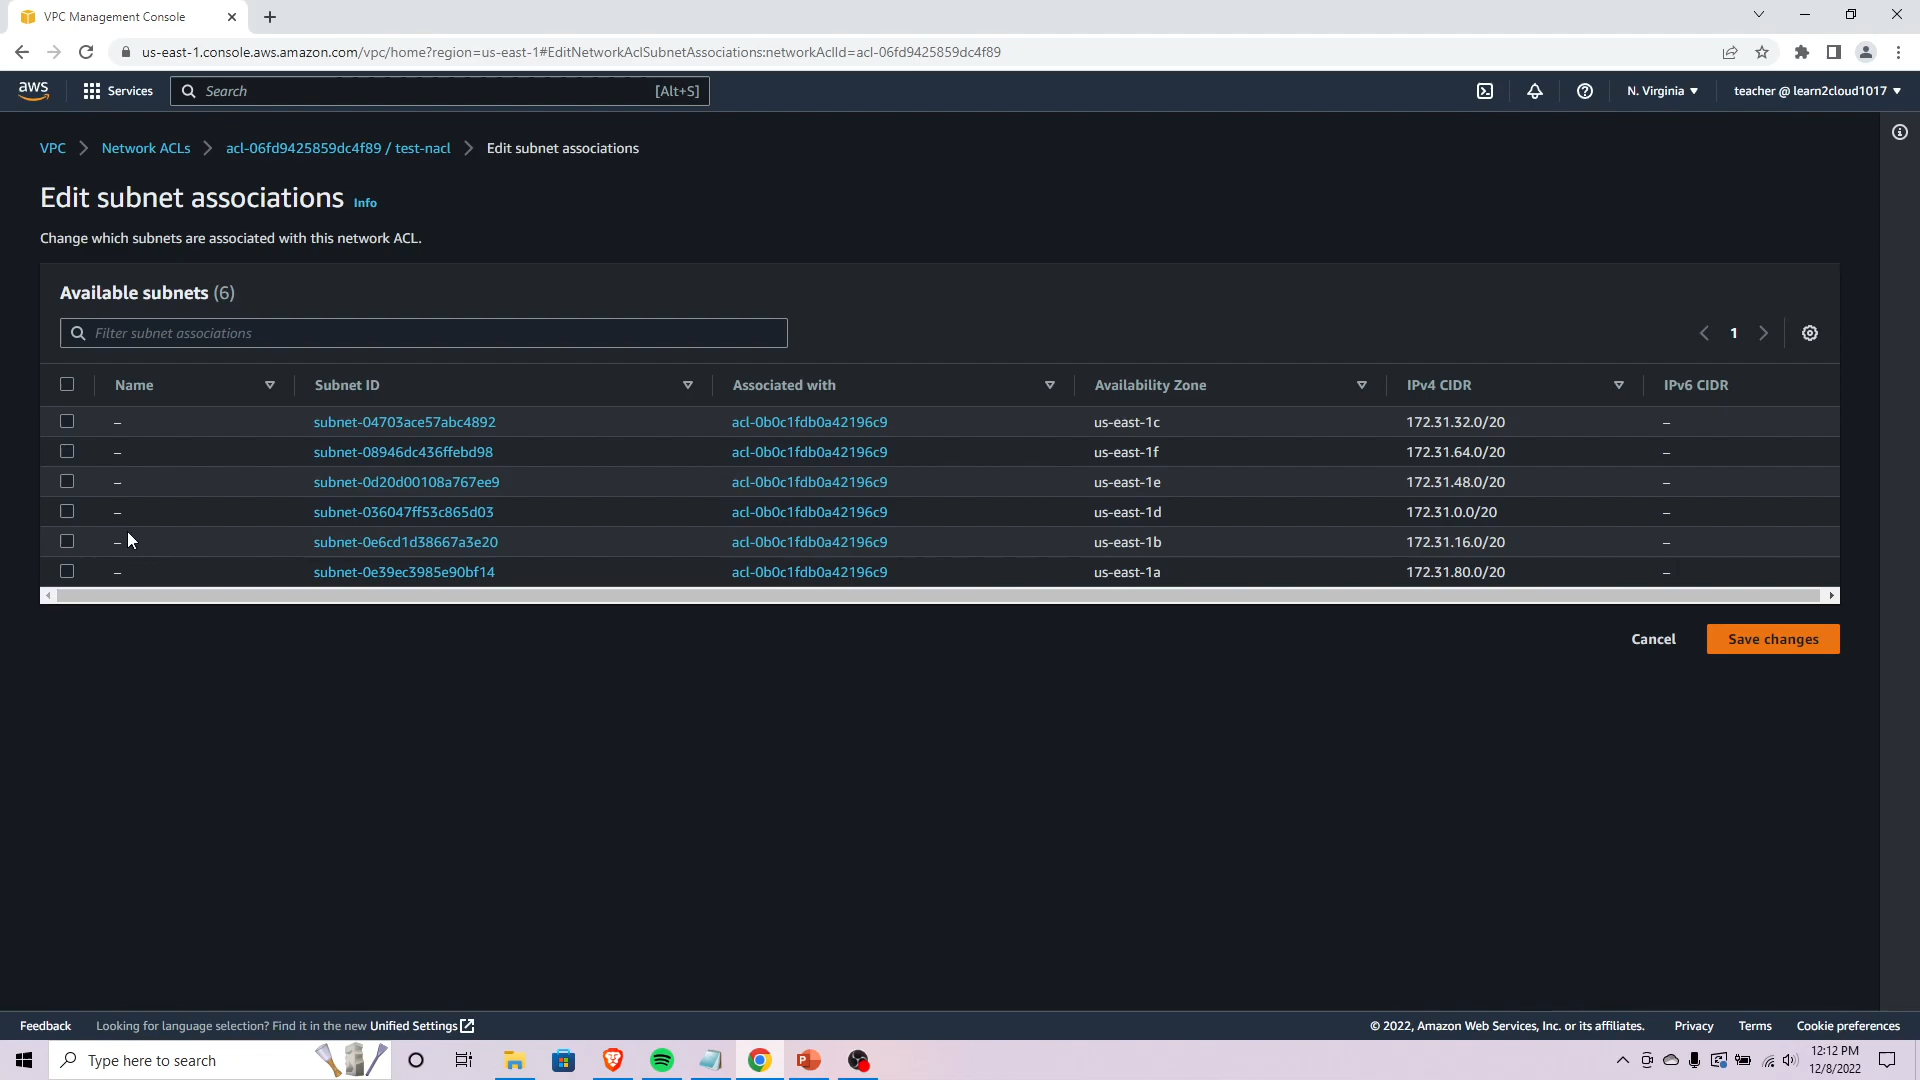 VPC Management Console
us-east-1.console.aws.amazon.com/vpc/home?region=us-east-1#EditNetworkAclSubnetAssociations:networkAclId=acl-06fd9425859dc4f89
aws Services Search [Alt+S] N. Virginia teacher @ learn2cloud1017
VPC Network ACLs acl-06fd9425859dc4f89 / test-nacl Edit subnet associations
Edit subnet associations Info
Change which subnets are associated with this network ACL.
Available subnets (6)
Filter subnet associations 1
Name Subnet ID Associated with Availability Zone IPv4 CIDR IPv6 CIDR
– subnet-04703ace57abc4892 acl-0b0c1fdb0a42196c9 us-east-1c 172.31.32.0/20 –
– subnet-08946dc436ffebd98 acl-0b0c1fdb0a42196c9 us-east-1f 172.31.64.0/20 –
– subnet-0d20d00108a767ee9 acl-0b0c1fdb0a42196c9 us-east-1e 172.31.48.0/20 –
– subnet-036047ff53c865d03 acl-0b0c1fdb0a42196c9 us-east-1d 172.31.0.0/20 –
– subnet-0e6cd1d38667a3e20 acl-0b0c1fdb0a42196c9 us-east-1b 172.31.16.0/20 –
– subnet-0e39ec3985e90bf14 acl-0b0c1fdb0a42196c9 us-east-1a 172.31.80.0/20 –
Cancel Save changes
Feedback Looking for language selection? Find it in the new Unified Settings © 2022, Amazon Web Services, Inc. or its affiliates. Privacy Terms Cookie preferences
Type here to search 12:12 PM
12/8/2022